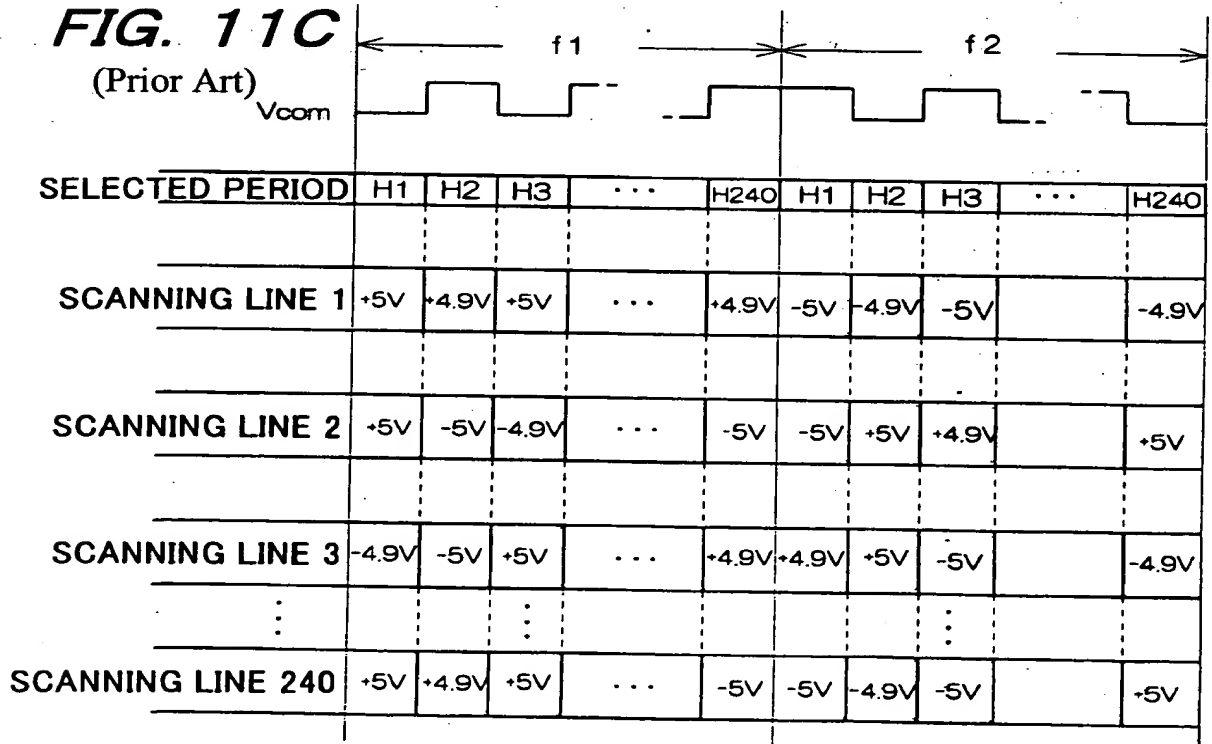 FIG. 11C
(Prior Art)
f1 f2
Vcom
SELECTED PERIOD H1 H2 H3 ... H240 H1 H2 H3 ... H240
SCANNING LINE 1 +5V +4.9V +5V ... +4.9V -5V -4.9V -5V -4.9V
SCANNING LINE 2 +5V -5V -4.9V ... -5V -5V +5V +4.9V +5V
SCANNING LINE 3 -4.9V -5V +5V ... +4.9V +4.9V +5V -5V -4.9V
SCANNING LINE 240 +5V +4.9V +5V ... -5V -5V -4.9V -5V +5V